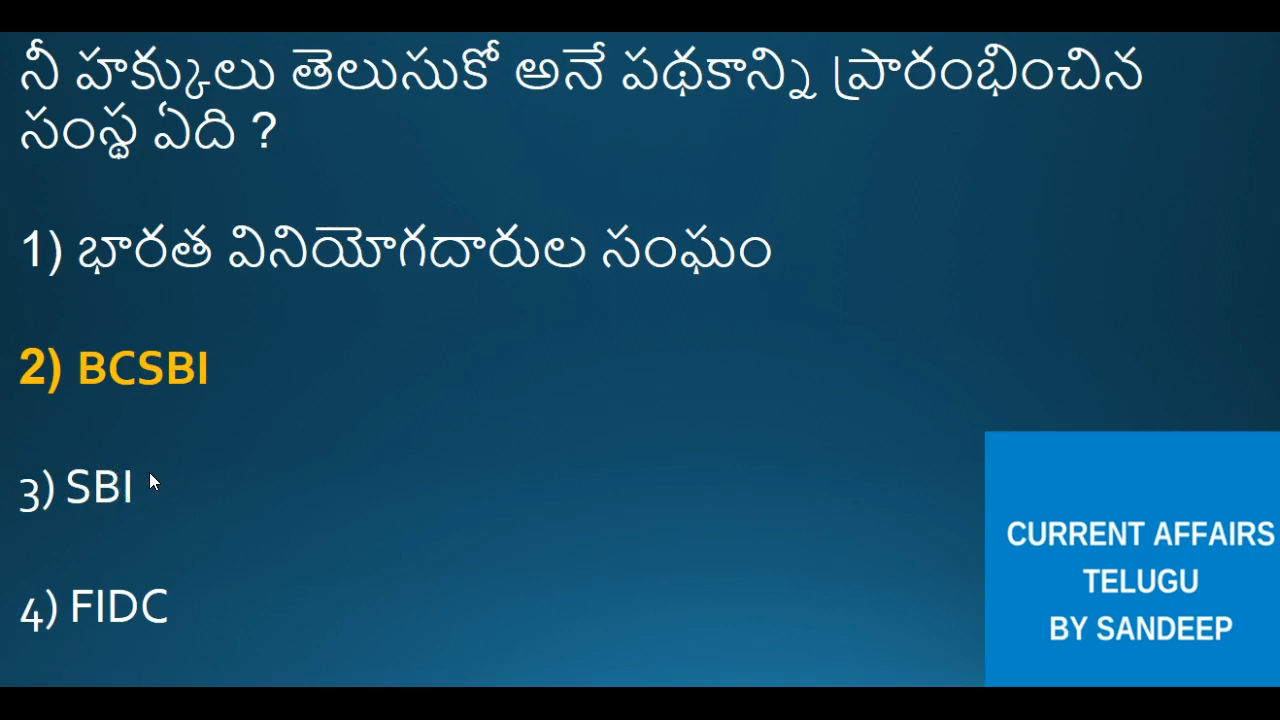 నీ హక్కులు తెలుసుకో అనే పథకాన్ని ప్రారంభించిన
సంస్థ ఏది ?
1) భారత వినియోగదారుల సంఘం
2) BCSBI
3) SBI
4) FIDC
CURRENT AFFAIRS
TELUGU
BY SANDEEP